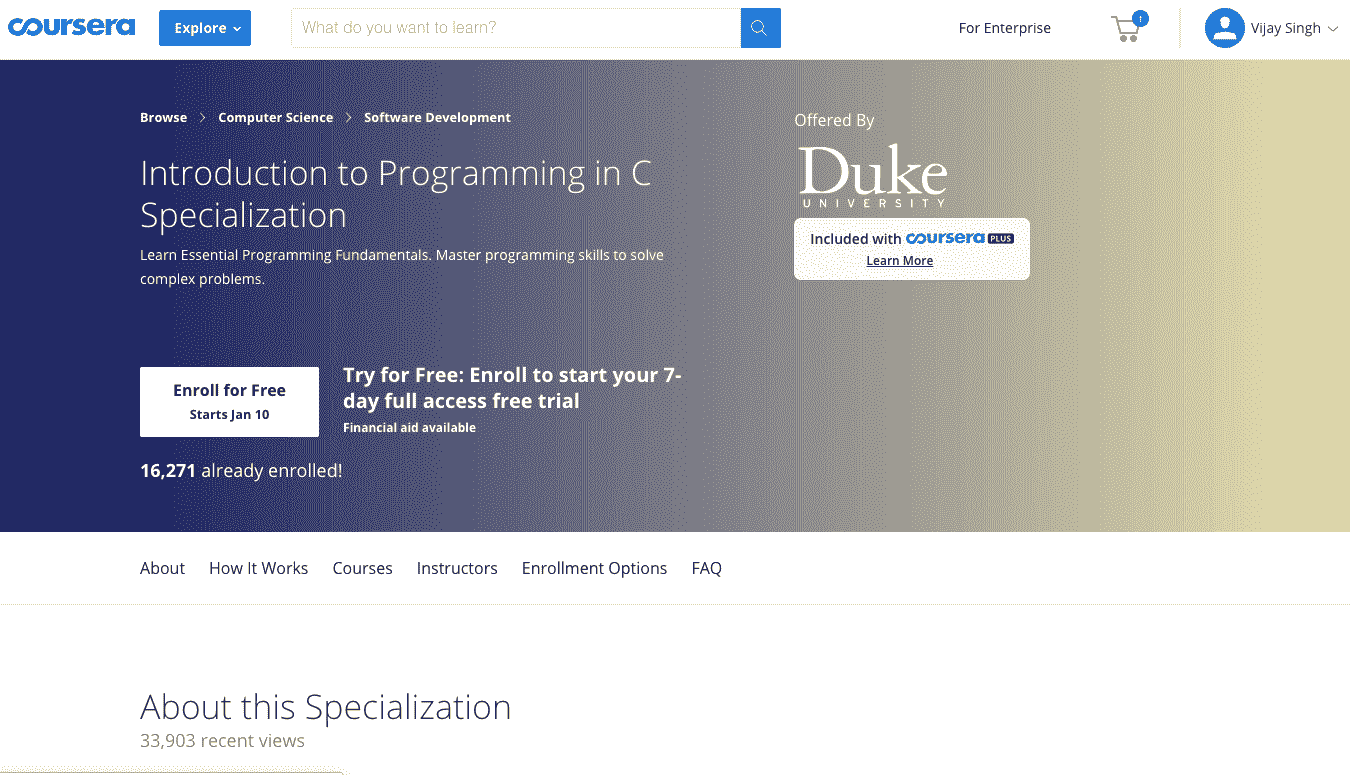 coursera
Explore
What do you want to learn?
For Enterprise
1
Vijay Singh
Browse > Computer Science > Software Development
Introduction to Programming in C
Specialization
Learn Essential Programming Fundamentals. Master programming skills to solve
complex problems.
Offered By
Duke
UNIVERSITY
Included with coursera PLUS
Learn More
Enroll for Free
Starts Jan 10
Try for Free: Enroll to start your 7-
day full access free trial
Financial aid available
16,271 already enrolled!
About How It Works Courses Instructors Enrollment Options FAQ
About this Specialization
33,903 recent views